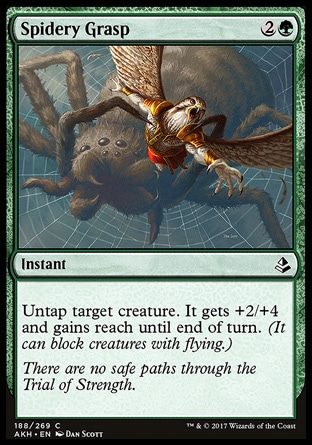 Spidery Grasp 2
Instant
Untap target creature. It gets +2/+4
and gains reach until end of turn. (It
can block creatures with flying.)
There are no safe paths through the
Trial of Strength.
188/269 C
AKH • EN Dan Scott
™ & © 2017 Wizards of the Coast